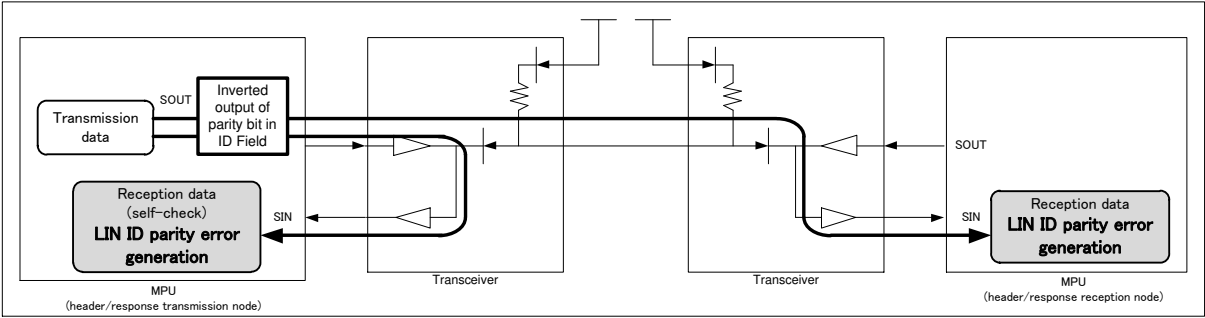 SOUT
Inverted
output of
parity bit in
ID Field
Transmission
data
SOUT
Reception data
(self-check)
LIN ID parity error
generation
SIN
SIN
Reception data
LIN ID parity error
generation
Transceiver
Transceiver
MPU
(header/response transmission node)
MPU
(header/response reception node)